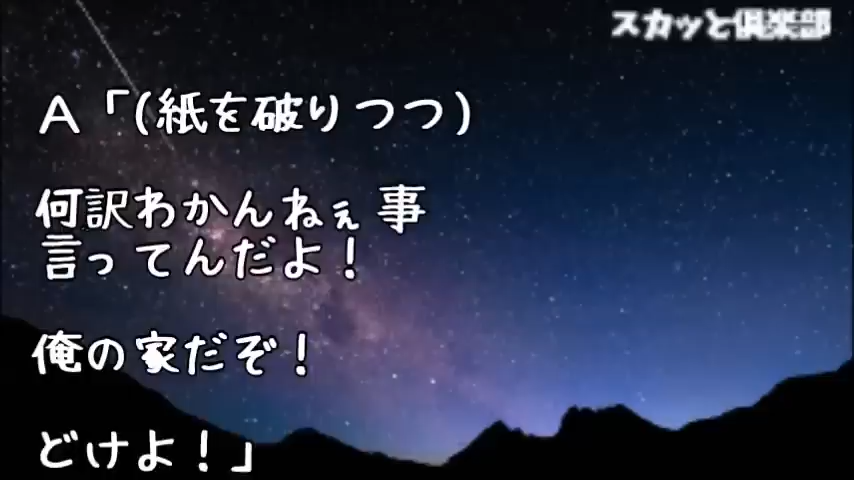 スカッと倶楽部
A「(紙を破りつつ)
何訳わかんねぇ事
言ってんだよ！
俺の家だぞ！
どけよ！」